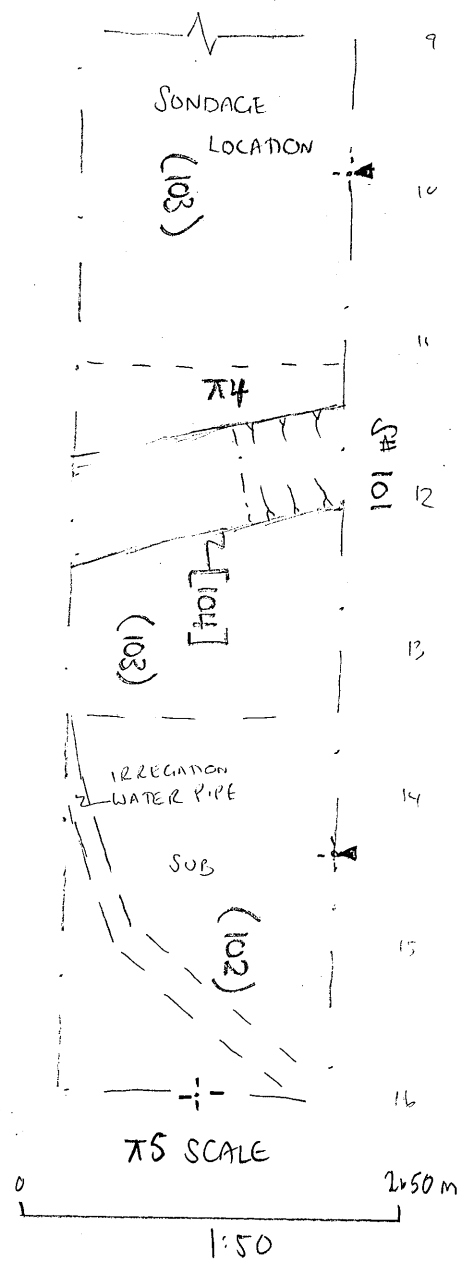 9
SONDAGE
LOCATION
(103)
10
11
π4
S# 101
12
[104]
(103)
13
IRREGATION
WATER PIPE
14
SUB
(102)
15
16
π5 SCALE
0
2.50 m
1:50